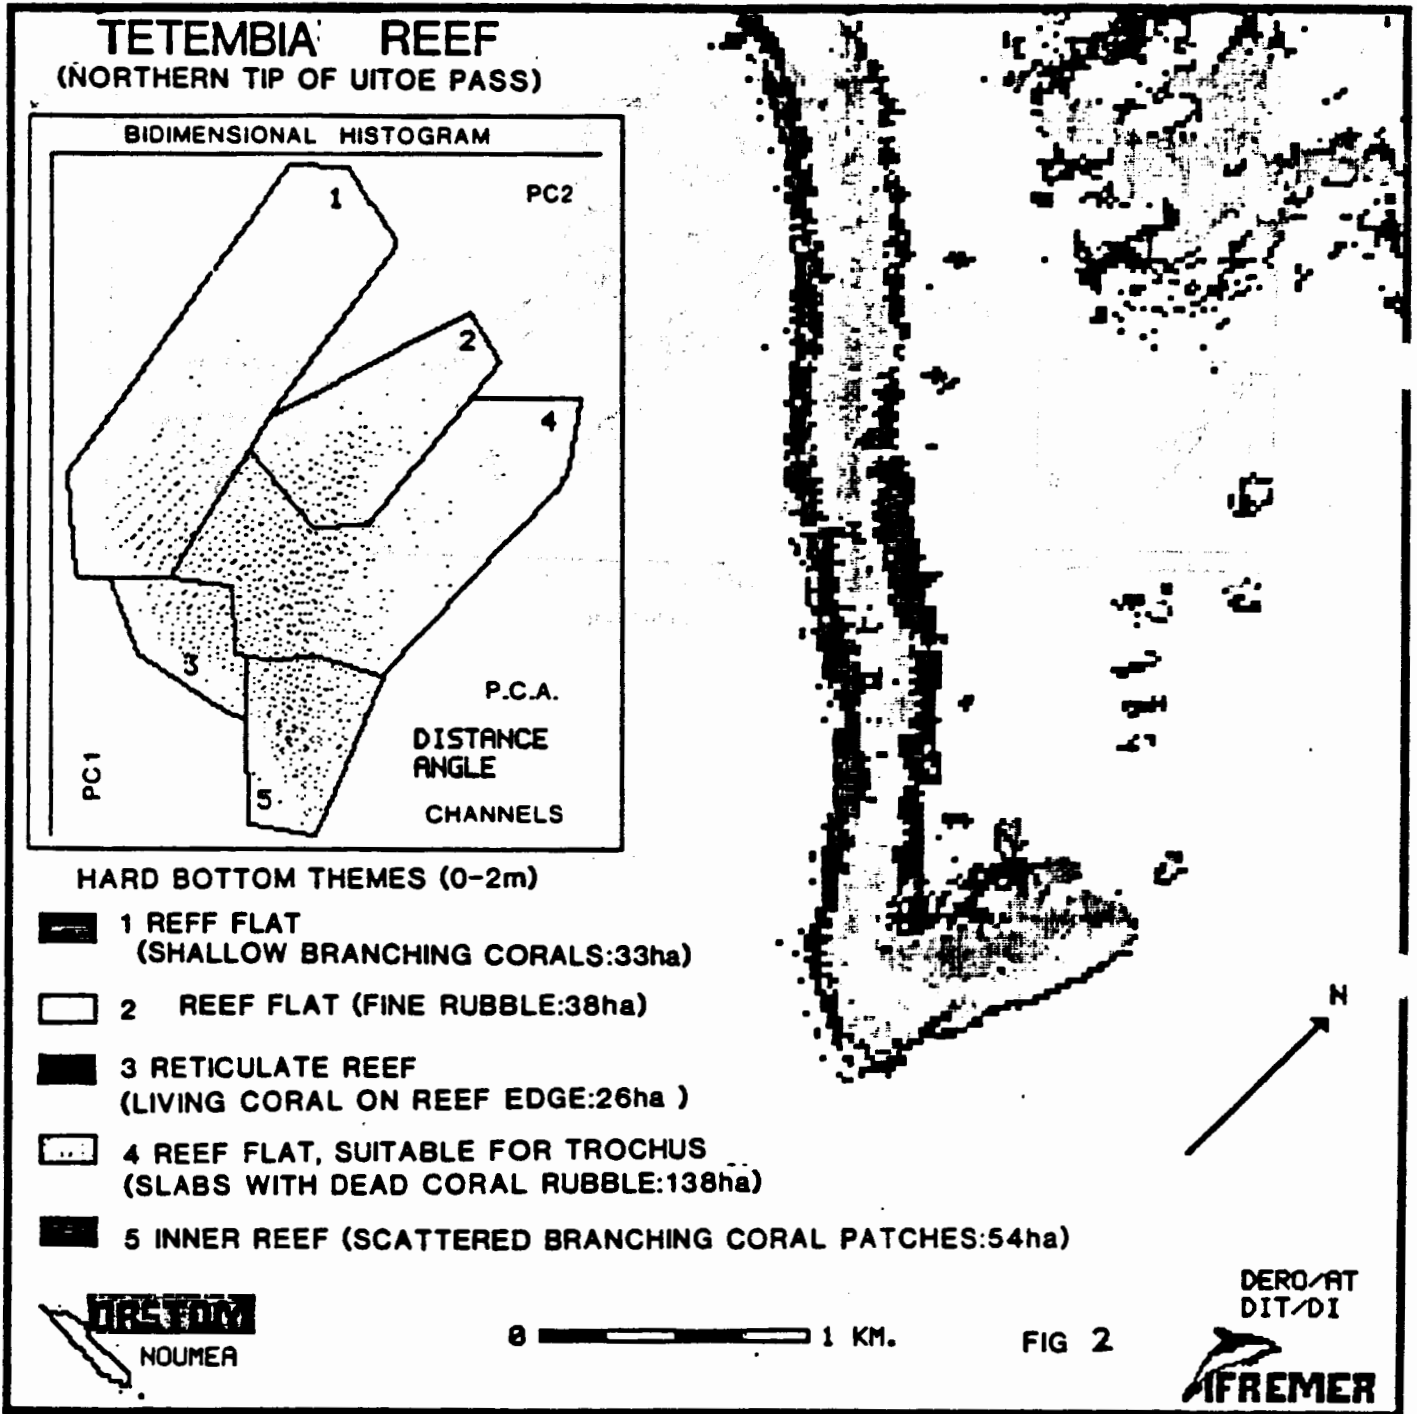 TETEMBIA REEF
(NORTHERN TIP OF UITOE PASS)
BIDIMENSIONAL HISTOGRAM
PC2
1
2
4
3
5
PC1
P.C.A.
DISTANCE
ANGLE
CHANNELS
HARD BOTTOM THEMES (0-2m)
1 REFF FLAT
(SHALLOW BRANCHING CORALS:33ha)
2 REEF FLAT (FINE RUBBLE:38ha)
3 RETICULATE REEF
(LIVING CORAL ON REEF EDGE:26ha )
4 REEF FLAT, SUITABLE FOR TROCHUS
(SLABS WITH DEAD CORAL RUBBLE:138ha)
5 INNER REEF (SCATTERED BRANCHING CORAL PATCHES:54ha)
N
ORSTOM
NOUMEA
0 1 KM.
FIG 2
DERO/AT
DIT/DI
IFREMER